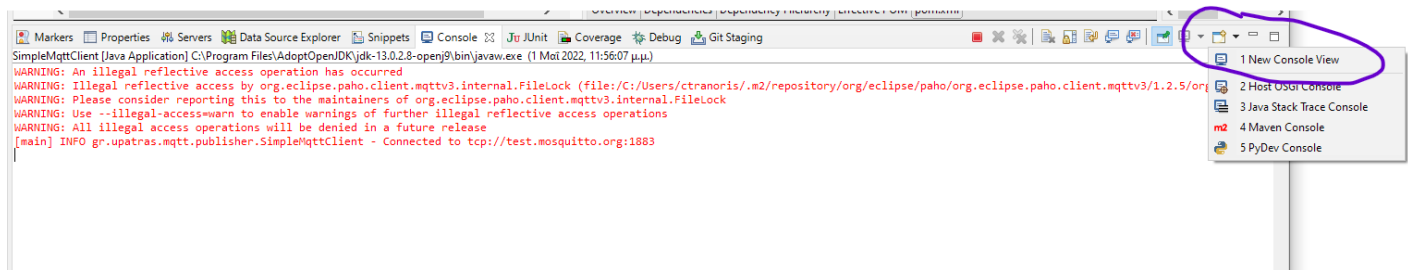 Overview Dependencies Dependency Hierarchy Effective POM pom.xml
Markers Properties Servers Data Source Explorer Snippets Console JUnit Coverage Debug Git Staging
SimpleMqttClient [Java Application] C:\Program Files\AdoptOpenJDK\jdk-13.0.2.8-openj9\bin\javaw.exe (1 Μαΐ 2022, 11:56:07 μ.μ.)
WARNING: An illegal reflective access operation has occurred
WARNING: Illegal reflective access by org.eclipse.paho.client.mqttv3.internal.FileLock (file:/C:/Users/ctranoris/.m2/repository/org/eclipse/paho/org.eclipse.paho.client.mqttv3/1.2.5/org
WARNING: Please consider reporting this to the maintainers of org.eclipse.paho.client.mqttv3.internal.FileLock
WARNING: Use --illegal-access=warn to enable warnings of further illegal reflective access operations
WARNING: All illegal access operations will be denied in a future release
[main] INFO gr.upatras.mqtt.publisher.SimpleMqttClient - Connected to tcp://test.mosquitto.org:1883
1 New Console View
2 Host OSGi Console
3 Java Stack Trace Console
m2 4 Maven Console
5 PyDev Console